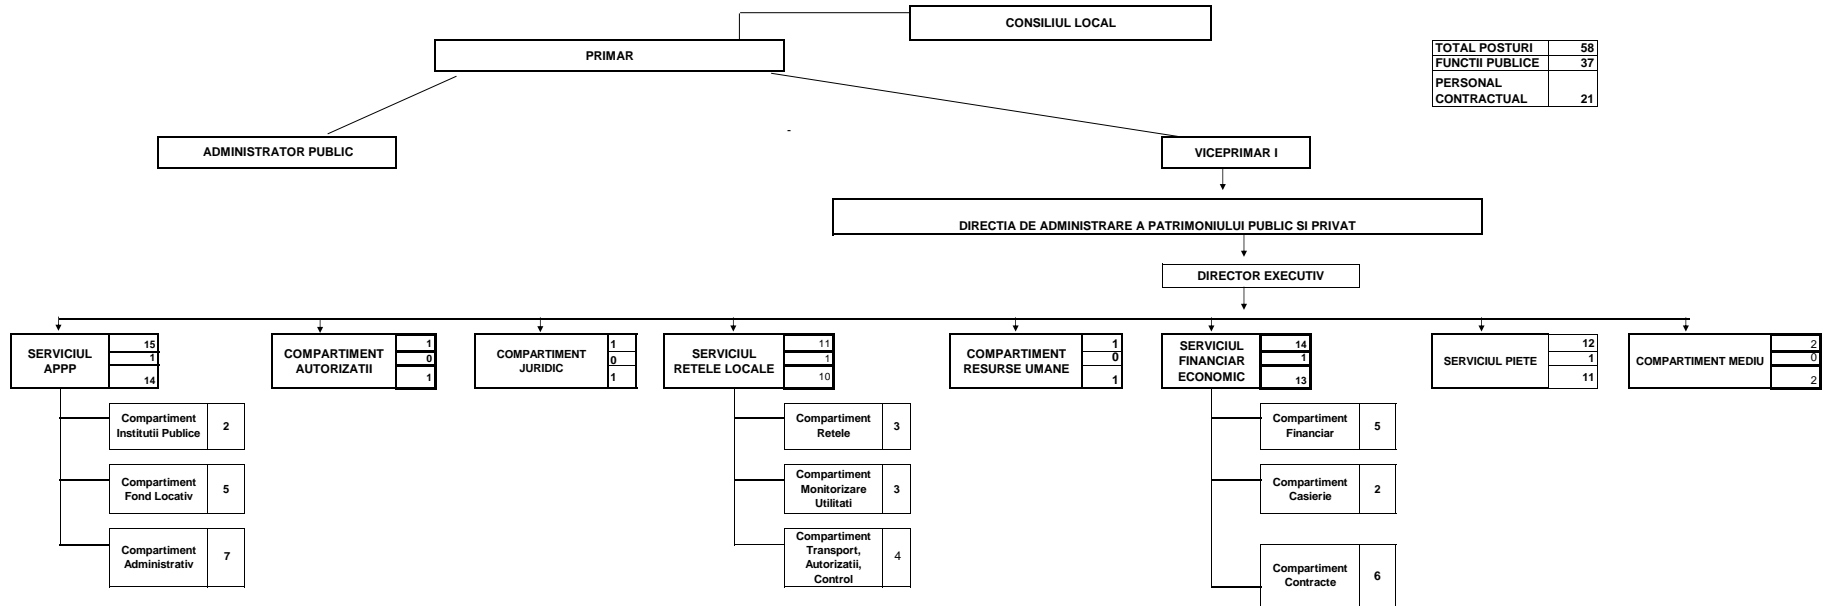 CONSILIUL LOCAL
PRIMAR
TOTAL POSTURI 58
FUNCTII PUBLICE 37
PERSONAL
CONTRACTUAL 21
-
ADMINISTRATOR PUBLIC
VICEPRIMAR I
DIRECTIA DE ADMINISTRARE A PATRIMONIULUI PUBLIC SI PRIVAT
DIRECTOR EXECUTIV
SERVICIUL
APPP
15
1
14
COMPARTIMENT
AUTORIZATII
1
0
1
COMPARTIMENT
JURIDIC
1
0
1
SERVICIUL
RETELE LOCALE
11
1
10
COMPARTIMENT
RESURSE UMANE
1
0
1
SERVICIUL
FINANCIAR
ECONOMIC
14
1
13
SERVICIUL PIETE
12
1
11
COMPARTIMENT MEDIU
2
0
2
Compartiment
Institutii Publice
2
Compartiment
Fond Locativ
5
Compartiment
Administrativ
7
Compartiment
Retele
3
Compartiment
Monitorizare
Utilitati
3
Compartiment
Transport,
Autorizatii,
Control
4
Compartiment
Financiar
5
Compartiment
Casierie
2
Compartiment
Contracte
6